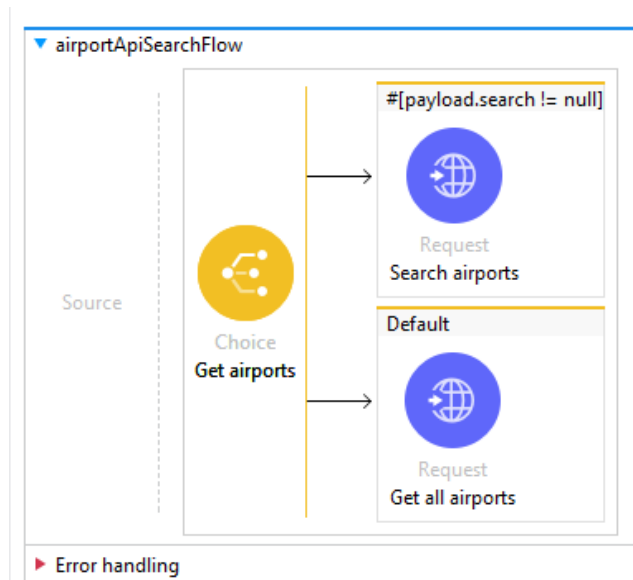 airportApiSearchFlow
#[payload.search != null]
Request
Search airports
Source
Choice
Get airports
Default
Request
Get all airports
Error handling